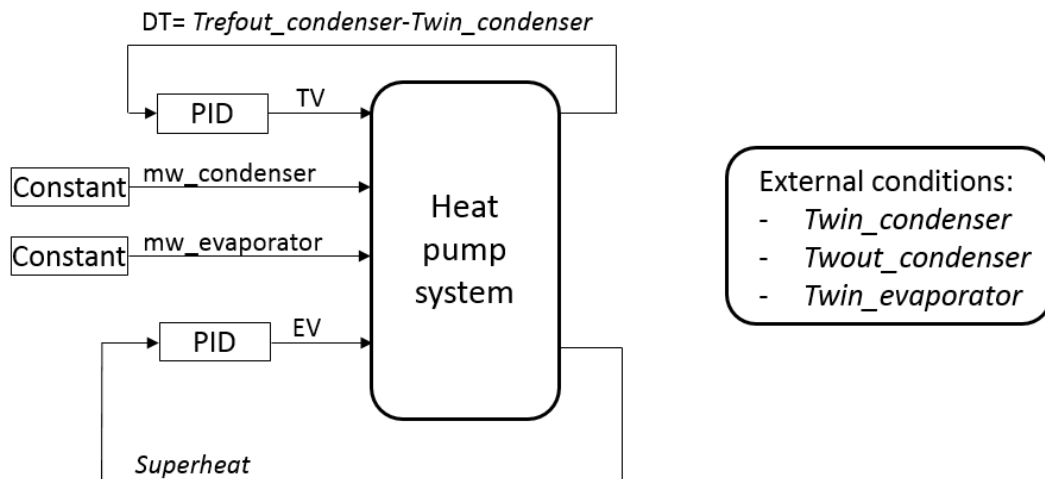 DT= Trefout_condenser-Twin_condenser
PID
TV
Constant
mw_condenser
Constant
mw_evaporator
PID
EV
Superheat
Heat
pump
system
External conditions:
- Twin_condenser
- Twout_condenser
- Twin_evaporator